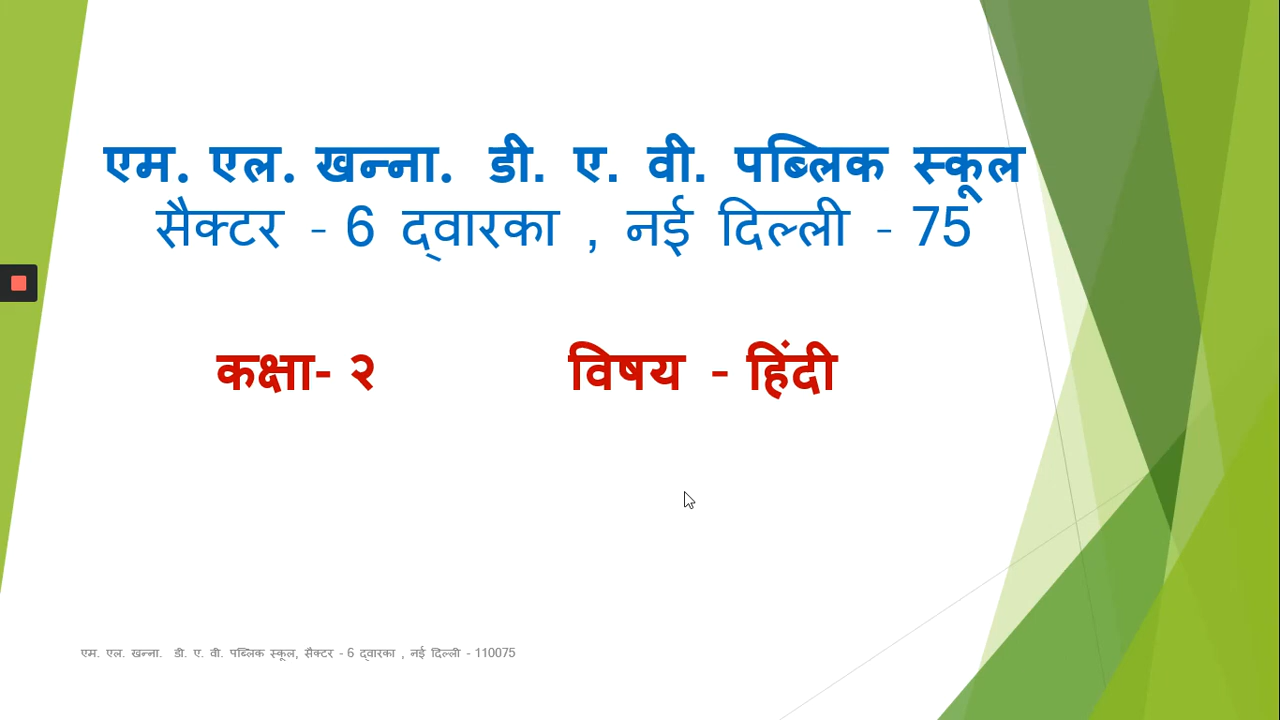 एम. एल. खन्ना. डी. ए. वी. पब्लिक स्कूल
सैक्टर - 6 द्‌वारका , नई दिल्ली - 75
कक्षा- २ विषय - हिंदी
एम. एल. खन्ना. डी. ए. वी. पब्लिक स्कूल, सैक्टर - 6 द्‌वारका , नई दिल्ली - 110075